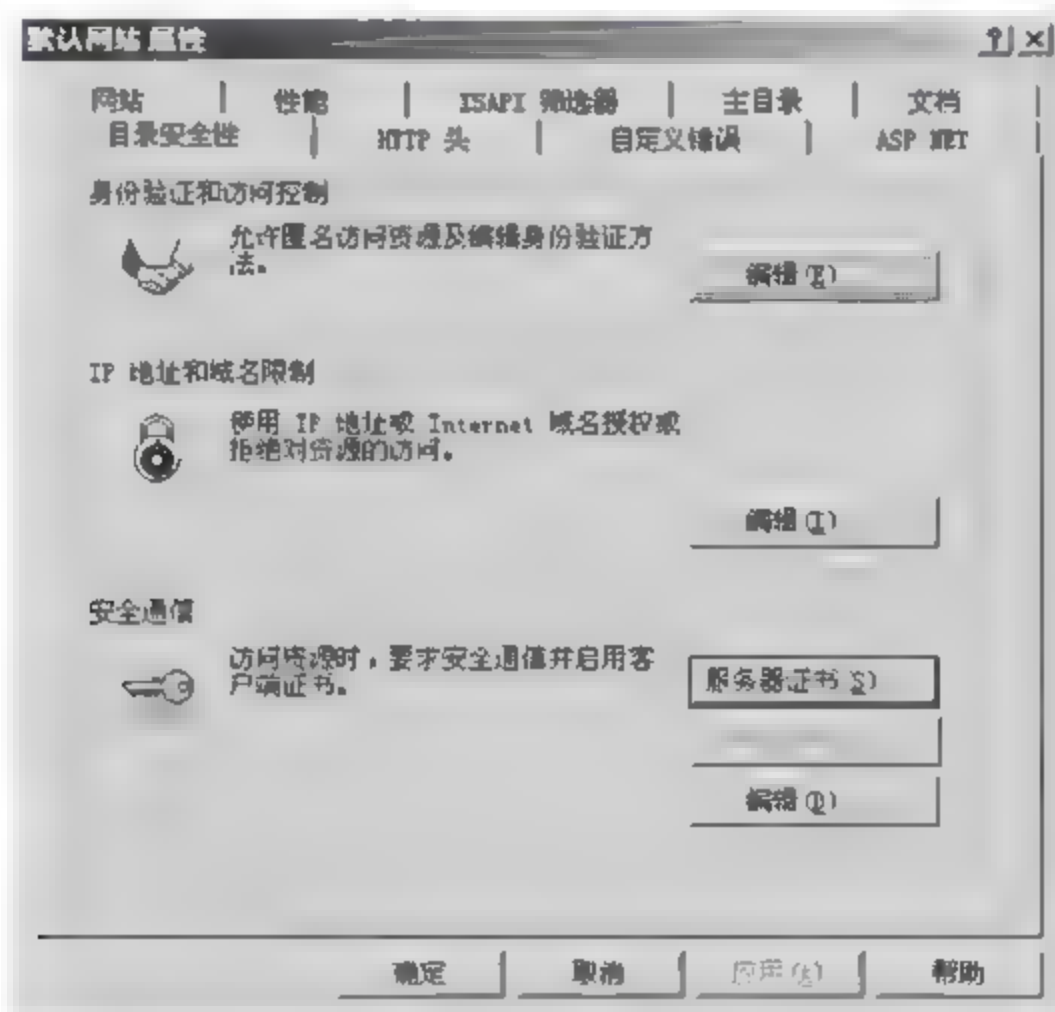 默认网站 属性
网站 性能 ISAPI 筛选器 主目录 文档
目录安全性 HTTP 头 自定义错误 ASP.NET
身份验证和访问控制
允许匿名访问资源及编辑身份验证方
法。
编辑(E)
IP 地址和域名限制
使用 IP 地址或 Internet 域名授权或
拒绝对资源的访问。
编辑(I)
安全通信
访问资源时，要求安全通信并启用客
户端证书。
服务器证书(S)
编辑(D)
确定 取消 应用(A) 帮助